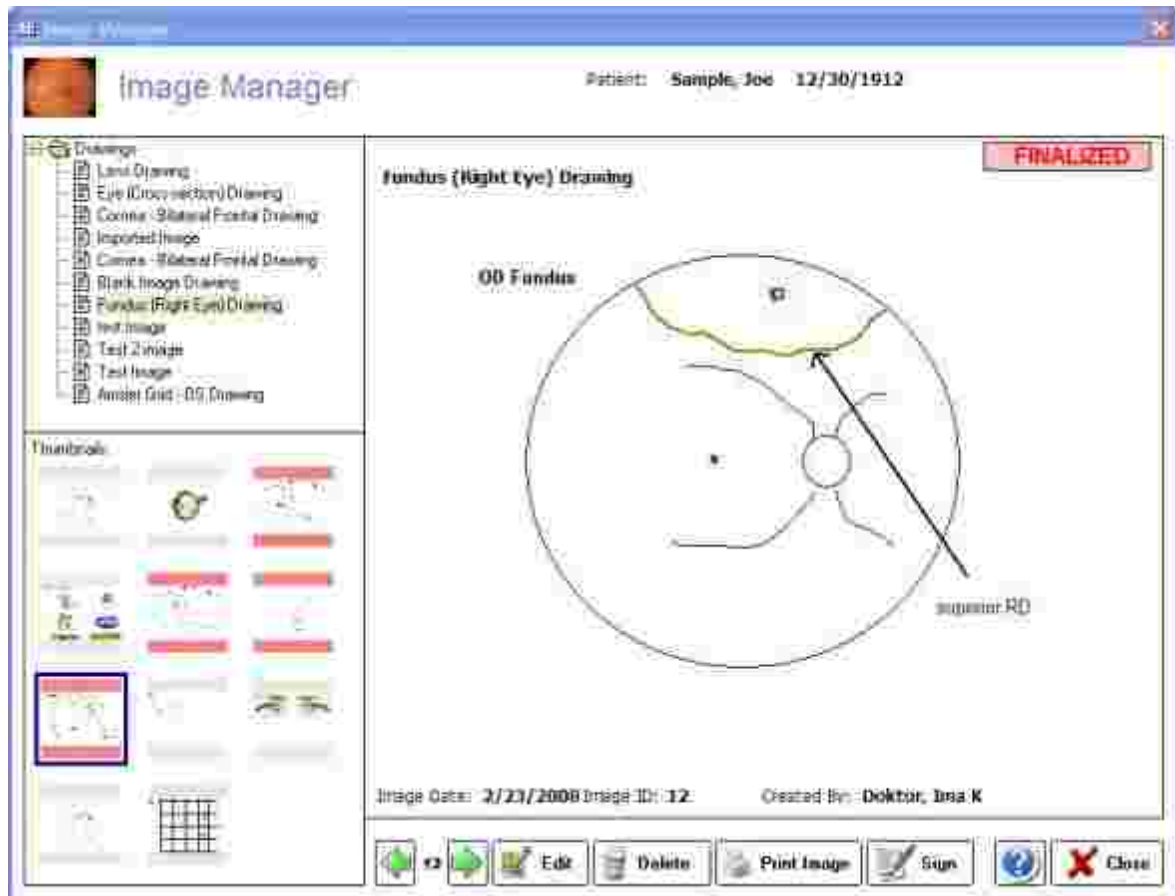 Image Manager
Patient: Sample, Joe 12/30/1912
Drawings
Lens Drawing
Eye (Cross-section) Drawing
Cornea - Bilateral Frontal Drawing
Imported Image
Cornea - Bilateral Frontal Drawing
Blank Image Drawing
Fundus (Right Eye) Drawing
test image
Test 2 image
Test Image
Amsler Grid - OS Drawing
Thumbnails
FINALIZED
Fundus (Right Eye) Drawing
OD Fundus
superior RD
Image Date: 2/23/2008 Image ID: 12 Created By: Doktor, Ima K
Edit
Delete
Print Image
Sign
Close